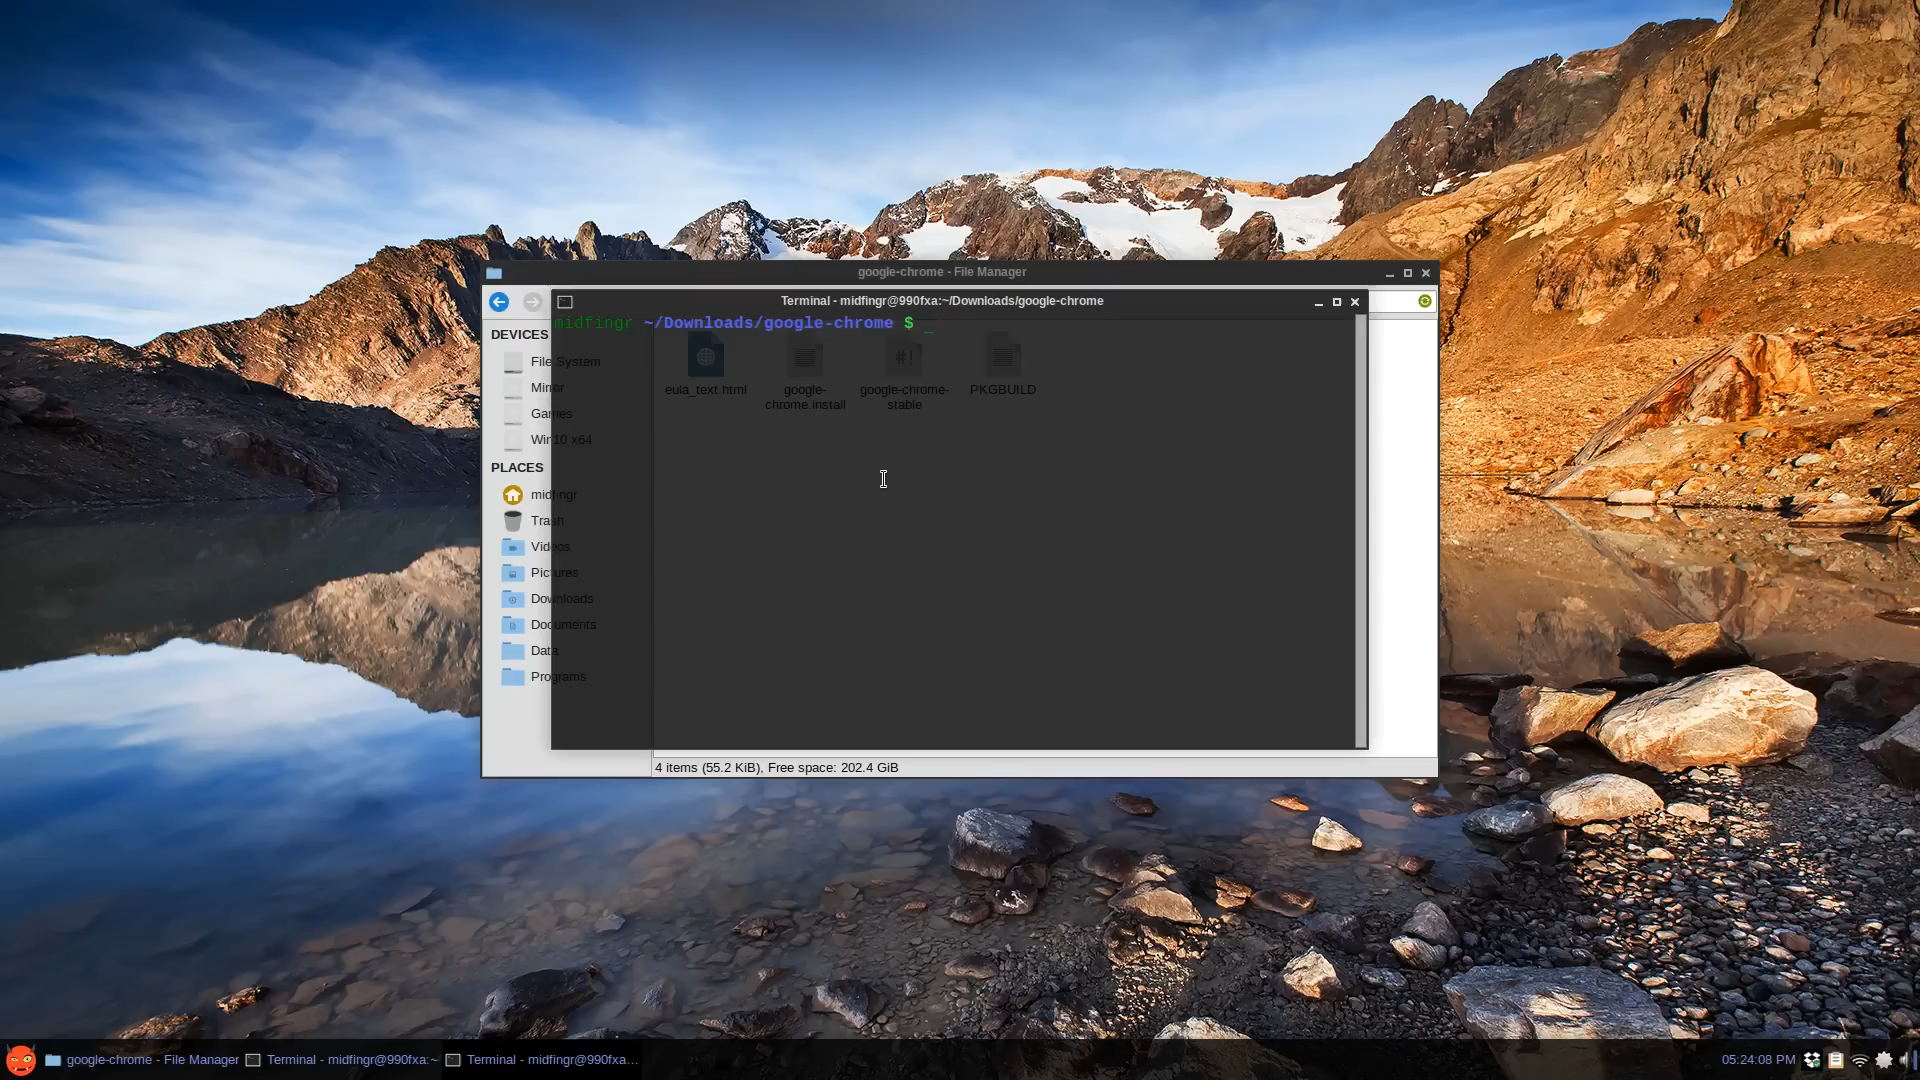 google-chrome - File Manager
Terminal - midfingr@990fxa:~/Downloads/google-chrome
midfingr ~/Downloads/google-chrome $ _
DEVICES
File System
Mirror
Games
Win10 x64
PLACES
midfingr
Trash
Videos
Pictures
Downloads
Documents
Data
Programs
eula_text.html
google-
chrome.install
#!
google-chrome-
stable
PKGBUILD
4 items (55.2 KiB), Free space: 202.4 GiB
google-chrome - File Manager
Terminal - midfingr@990fxa:~
Terminal - midfingr@990fxa...
05:24:08 PM